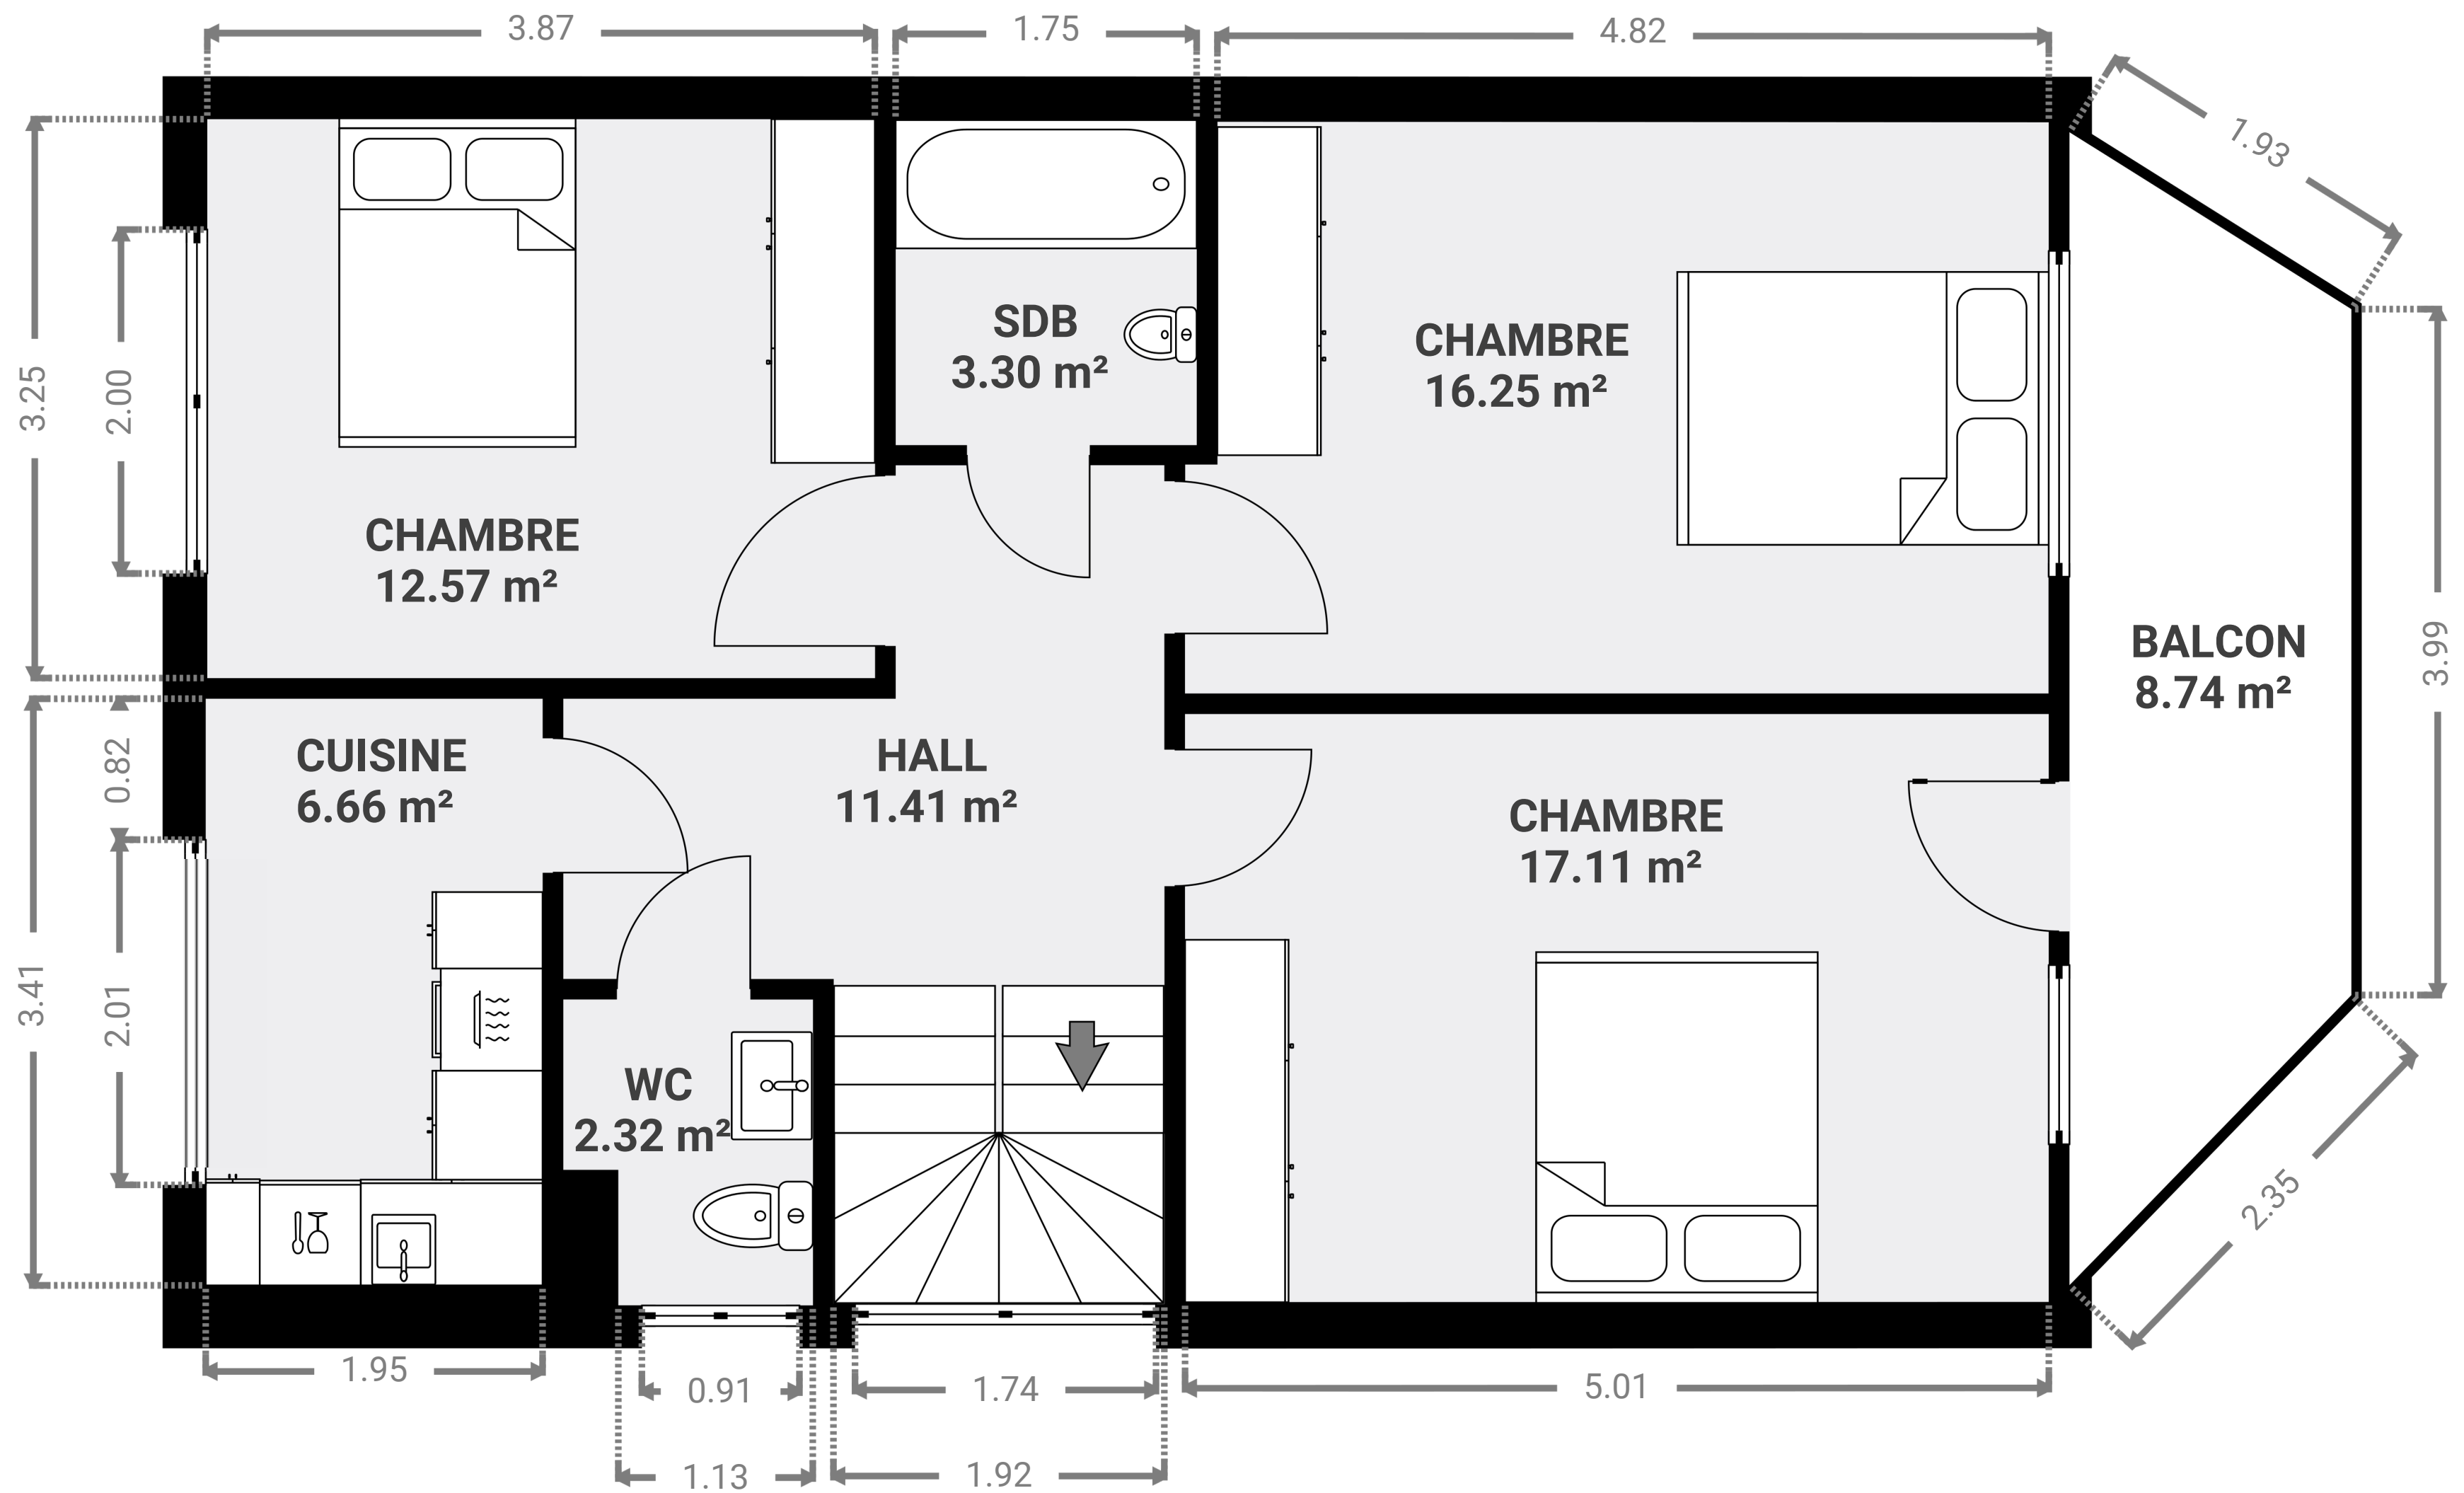 3.87
1.75
4.82
1.93
3.25
2.00
SDB
3.30 m²
CHAMBRE
16.25 m²
CHAMBRE
12.57 m²
BALCON
8.74 m²
3.99
0.82
CUISINE
6.66 m²
HALL
11.41 m²
CHAMBRE
17.11 m²
3.41
2.01
WC
2.32 m²
2.35
1.95
0.91
1.74
5.01
1.13
1.92